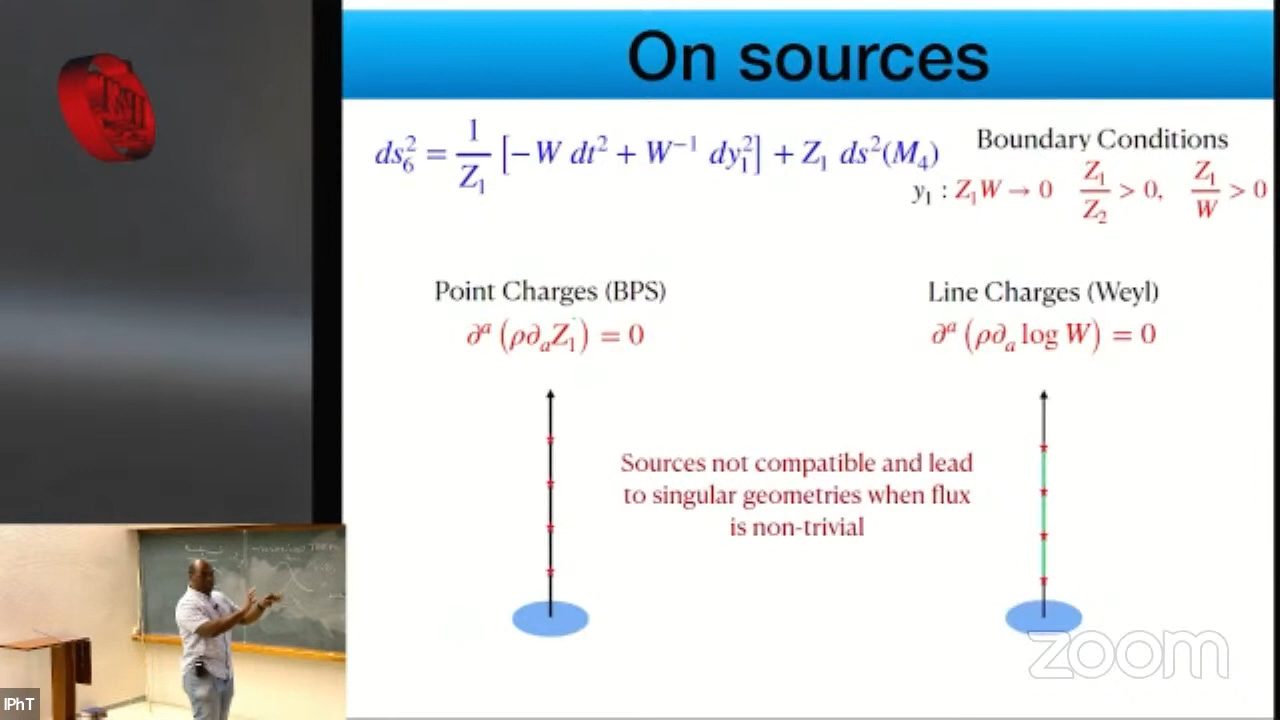 On sources
ds₆² = 1/Z₁ [−W dt² + W⁻¹ dy₁²] + Z₁ ds²(M₄)
Boundary Conditions
y₁ : Z₁W → 0 Z₁/Z₂ > 0, Z₁/W > 0
Point Charges (BPS)
∂ᵃ (ρ∂ₐZ₁) = 0
Line Charges (Weyl)
∂ᵃ (ρ∂ₐ log W) = 0
Sources not compatible and lead
to singular geometries when flux
is non-trivial
zoom
IPhT